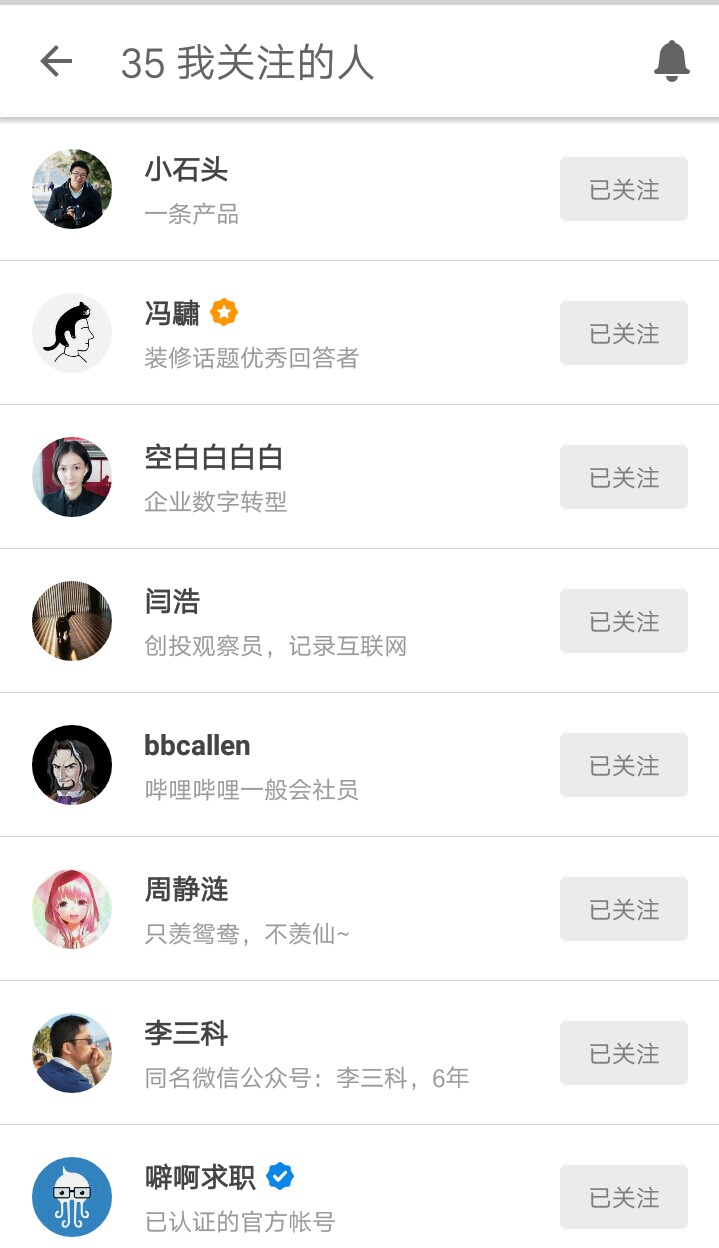 35 我关注的人
小石头
一条产品
已关注
冯骕
装修话题优秀回答者
已关注
空白白白白
企业数字转型
已关注
闫浩
创投观察员，记录互联网
已关注
bbcallen
哔哩哔哩一般会社员
已关注
周静涟
只羡鸳鸯，不羡仙~
已关注
李三科
同名微信公众号：李三科，6年
已关注
噼啊求职
已认证的官方帐号
已关注